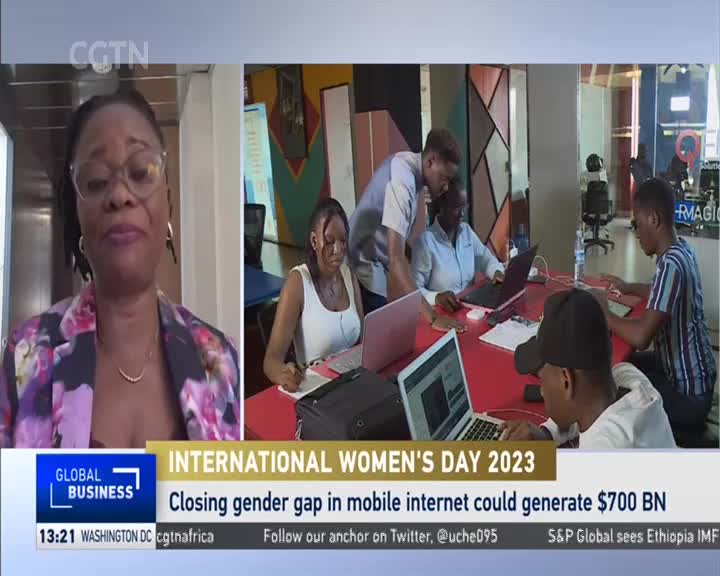 CGTN
Q
RMAGIC
INTERNATIONAL WOMEN'S DAY 2023
GLOBAL
BUSINESS
Closing gender gap in mobile internet could generate $700 BN
13:21 WASHINGTON DC cgtnafrica Follow our anchor on Twitter, @uche095 S&P Global sees Ethiopia IMF